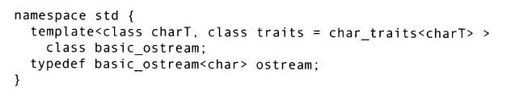 namespace std {
template<class charT, class traits = char_traits<charT> >
class basic_ostream;
typedef basic_ostream<char> ostream;
}